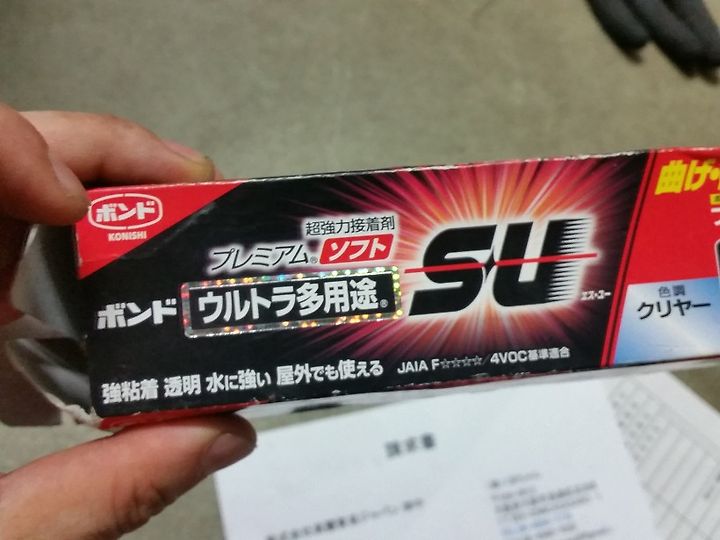 ボンド
KONISHI
超強力接着剤
プレミアム® ソフト
ボンド ウルトラ多用途®
SU
エス・ユー
強粘着 透明 水に強い 屋外でも使える
JAIA F☆☆☆☆/4VOC基準適合
曲げ・
色調
クリヤー
請求書